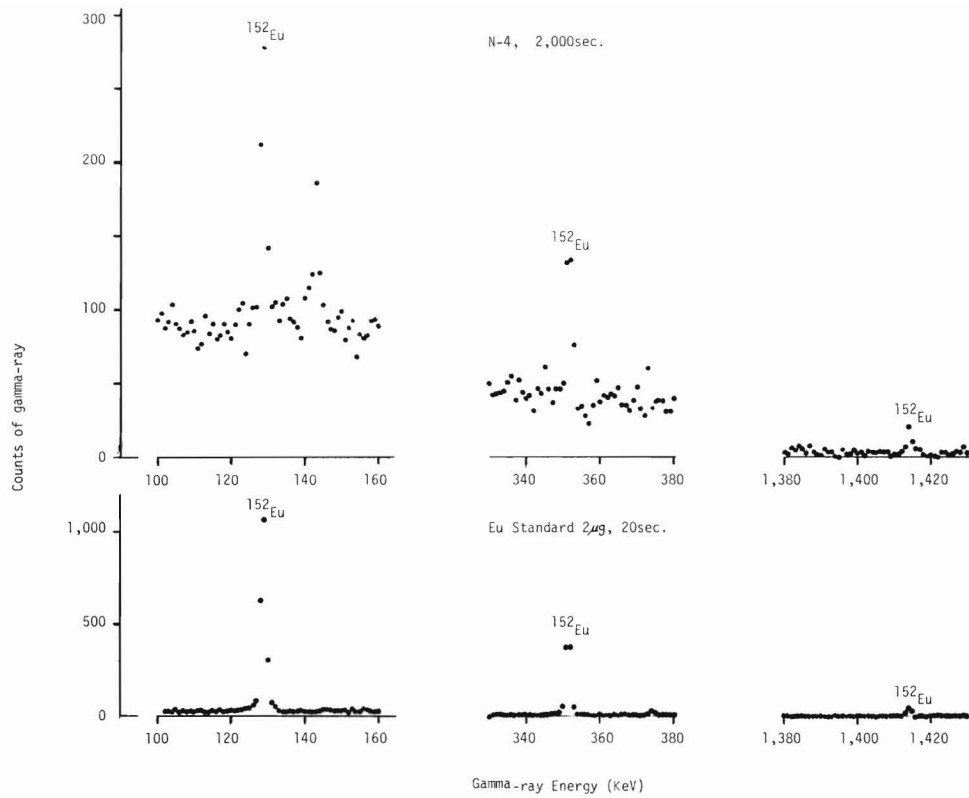 300
152Eu
N-4, 2,000sec.
200
152Eu
100
152Eu
0
100 120 140 160 340 360 380 1,380 1,400 1,420
Counts of gamma-ray
152Eu
1,000
Eu Standard 2μg, 20sec.
500
152Eu
152Eu
0
100 120 140 160 340 360 380 1,380 1,400 1,420
Gamma-ray Energy (KeV)